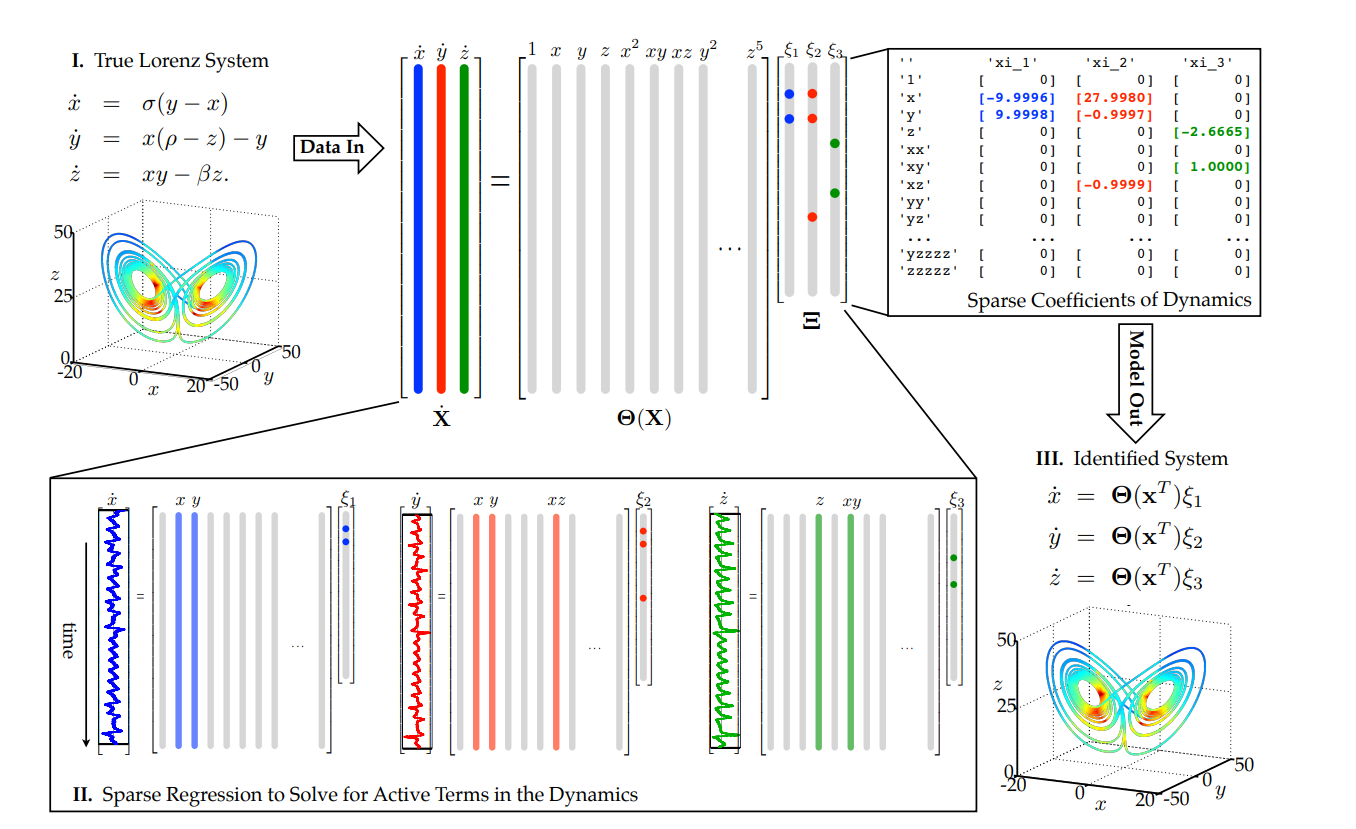 I. True Lorenz System
ẋ = σ(y − x)
ẏ = x(ρ − z) − y
ż = xy − βz.
50
z
25
0
-20
0
x
20
-50
0
y
50
Data In
ẋ ẏ ż
Ẋ
=
1 x y z x² xy xz y² z⁵
...
Θ(X)
ξ₁ ξ₂ ξ₃
Ξ
'' 'xi_1' 'xi_2' 'xi_3'
'1' [ 0] [ 0] [ 0]
'x' [-9.9996] [27.9980] [ 0]
'y' [ 9.9998] [-0.9997] [ 0]
'z' [ 0] [ 0] [-2.6665]
'xx' [ 0] [ 0] [ 0]
'xy' [ 0] [ 0] [ 1.0000]
'xz' [ 0] [-0.9999] [ 0]
'yy' [ 0] [ 0] [ 0]
'yz' [ 0] [ 0] [ 0]
... ... ... ...
'yzzzz' [ 0] [ 0] [ 0]
'zzzzz' [ 0] [ 0] [ 0]
Sparse Coefficients of Dynamics
Model Out
time
ẋ = x y ... ξ₁
ẏ = x y xz ... ξ₂
ż = z xy ... ξ₃
II. Sparse Regression to Solve for Active Terms in the Dynamics
III. Identified System
ẋ = Θ(xᵀ)ξ₁
ẏ = Θ(xᵀ)ξ₂
ż = Θ(xᵀ)ξ₃
50
z
25
0
-20
0
x
20
-50
0
y
50